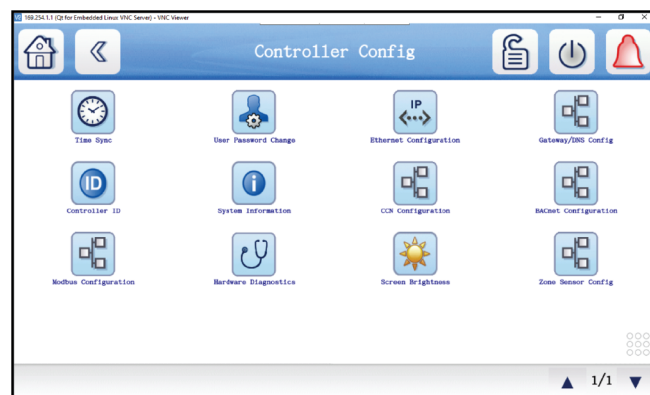 169.254.1.1 (Qt for Embedded Linux VNC Server) - VNC Viewer
Controller Config
IP
Time Sync
User Password Change
Ethernet Configuration
Gateway/DNS Config
ID
Controller ID
System Information
CCN Configuration
BACnet Configuration
Modbus Configuration
Hardware Diagnostics
Screen Brightness
Zone Sensor Config
1/1